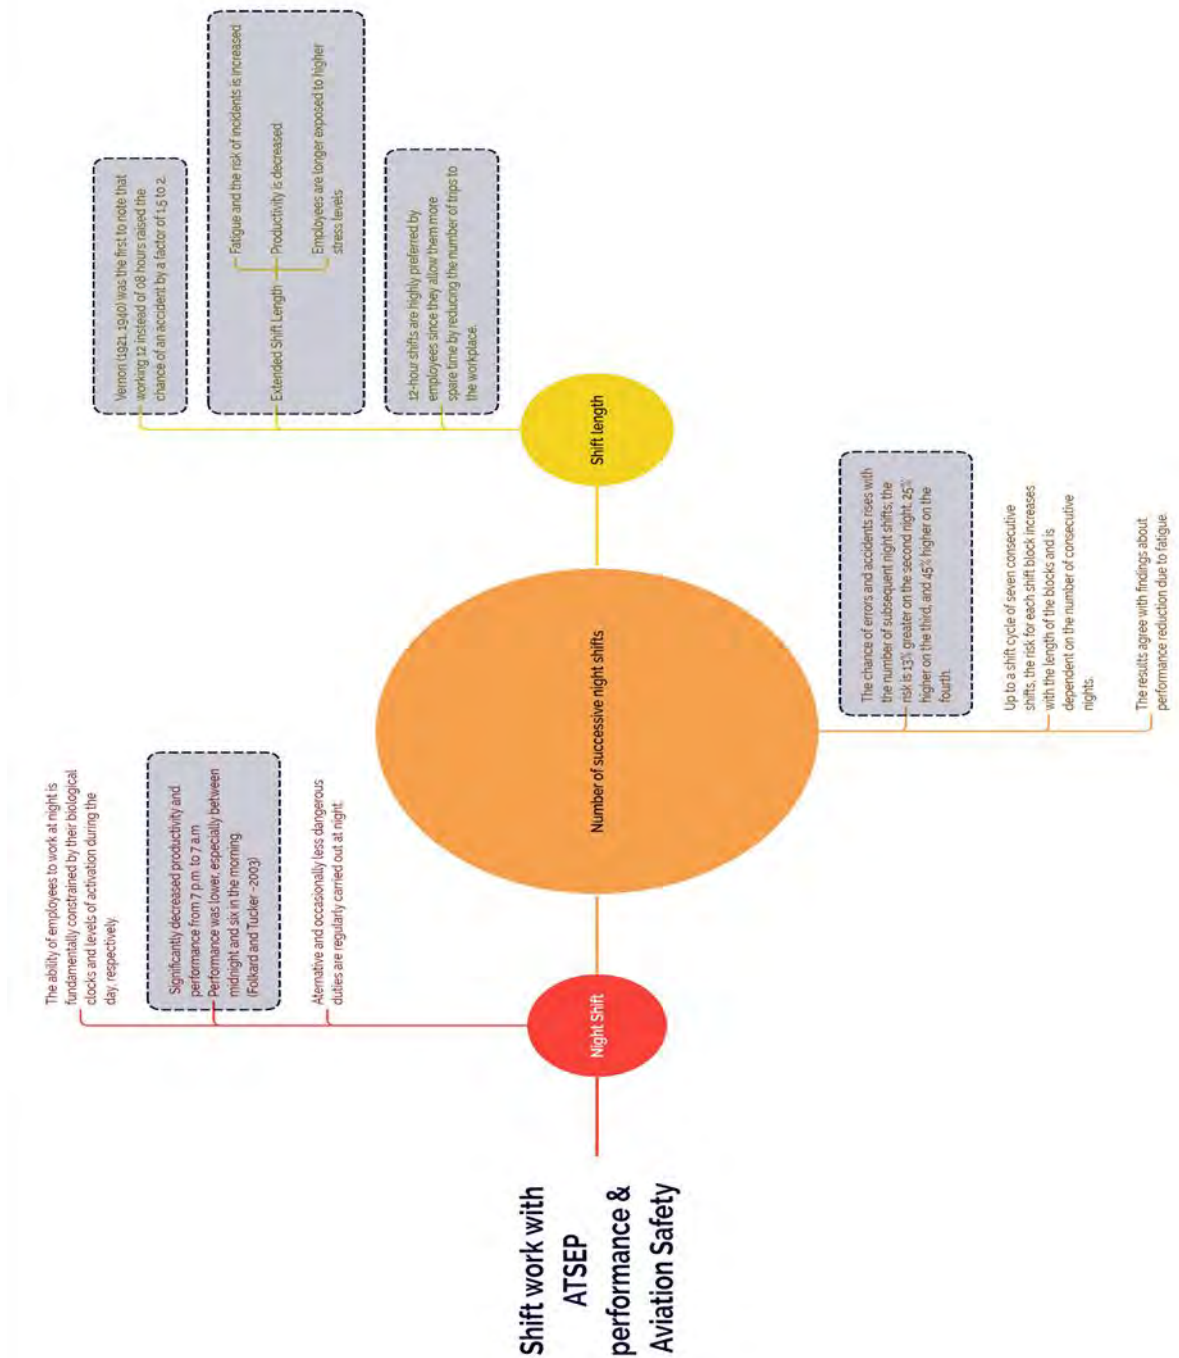 Shift work with
ATSEP
performance &
Aviation Safety
Night Shift
The ability of employees to work at night is
fundamentally constrained by their biological
clocks and levels of activation during the
day, respectively.
Significantly decreased productivity and
performance from 7 p.m. to 7 a.m
Performance was lower, especially between
midnight and six in the morning.
(Folkard and Tucker -2003)
Aternative and occasionally less dangerous
duties are regularly carried out at night.
Number of successive night shifts
The chance of errors and accidents rises with
the number of subsequent night shifts; the
risk is 13% greater on the second night, 25%
higher on the third, and 45% higher on the
fourth.
Up to a shift cycle of seven consecutive
shifts, the risk for each shift block increases
with the length of the blocks and is
dependent on the number of consecutive
nights.
The results agree with findings about
performance reduction due to fatigue.
Shift length
Vernon (1921, 1940) was the first to note that
working 12 instead of 08 hours raised the
chance of an accident by a factor of 1.5 to 2.
Extended Shift Length
Fatigue and the risk of incidents is increased
Productivity is decreased
Employees are longer exposed to higher
stress levels
12-hour shifts are highly preferred by
employees since they allow them more
spare time by reducing the number of trips to
the workplace.